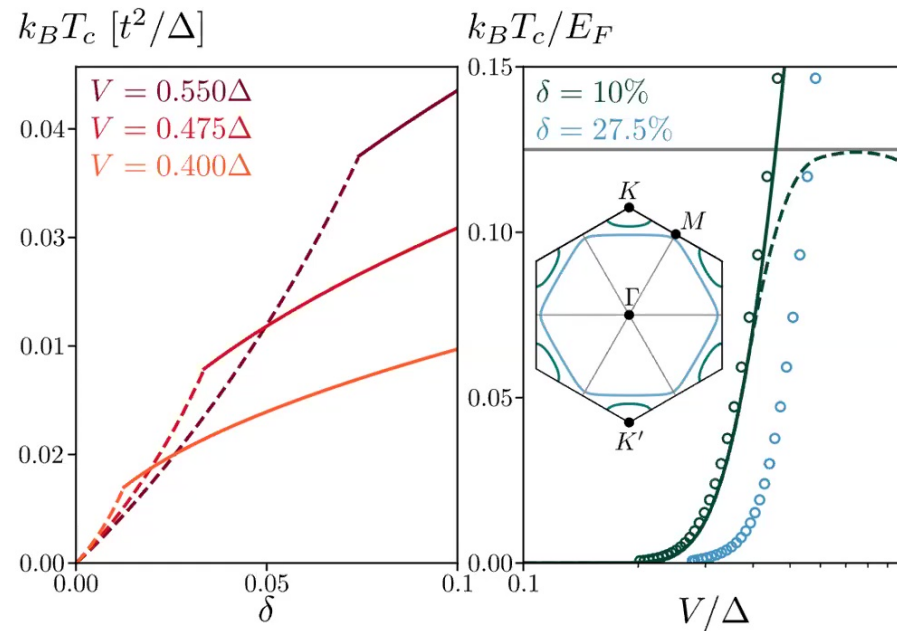 k_BT_c [t²/Δ]
V = 0.550Δ
V = 0.475Δ
V = 0.400Δ
0.04
0.03
0.01
0.02
0.00
0.00
0.05
0.1
δ
k_BT_c/E_F
0.15
δ = 10%
δ = 27.5%
0.10
0.05
0.00
K
M
Γ
K′
0.1
V/Δ